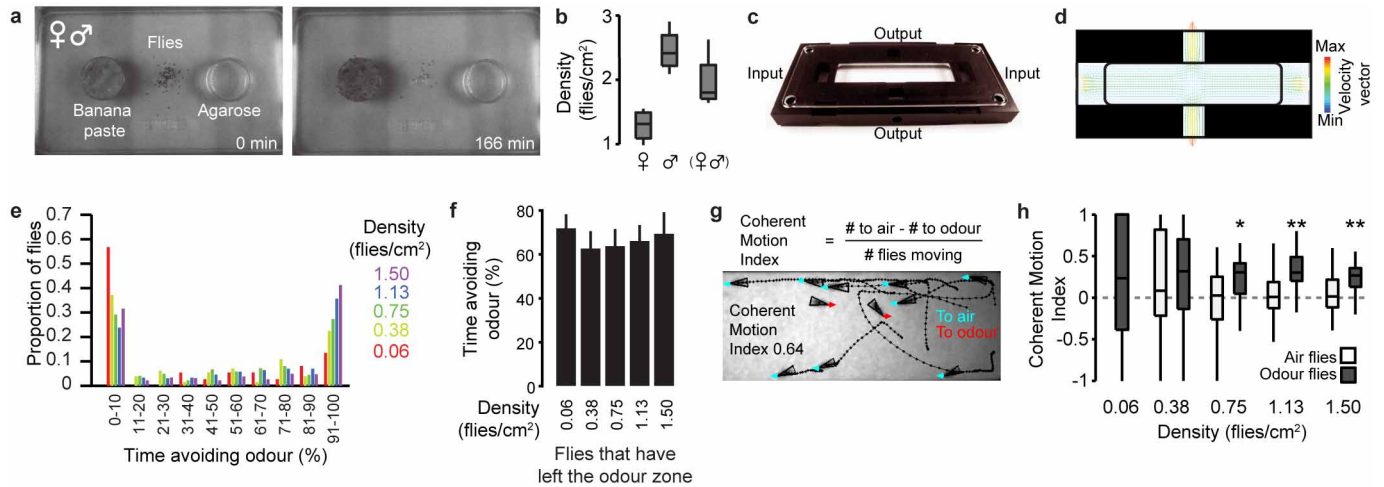 a
♀♂
Flies
Banana
paste
Agarose
0 min
166 min
b
Density
(flies/cm²)
3
2
1
♀
♂
(♀♂)
c
Output
Input
Input
Output
d
Max
Velocity
vector
Min
e
Proportion of flies
0.7
0.6
0.5
0.4
0.3
0.2
0.1
0
0-10
11-20
21-30
31-40
41-50
51-60
61-70
71-80
81-90
91-100
Time avoiding odour (%)
Density
(flies/cm²)
1.50
1.13
0.75
0.38
0.06
f
Time avoiding
odour (%)
80
60
40
20
0
Density
(flies/cm²)
0.06
0.38
0.75
1.13
1.50
Flies that have
left the odour zone
g
Coherent
Motion
Index
=
# to air - # to odour
# flies moving
Coherent
Motion
Index 0.64
To air
To odour
h
Coherent Motion
Index
1
0.5
0
-0.5
-1
*
**
**
Air flies
Odour flies
0.06
0.38
0.75
1.13
1.50
Density (flies/cm²)